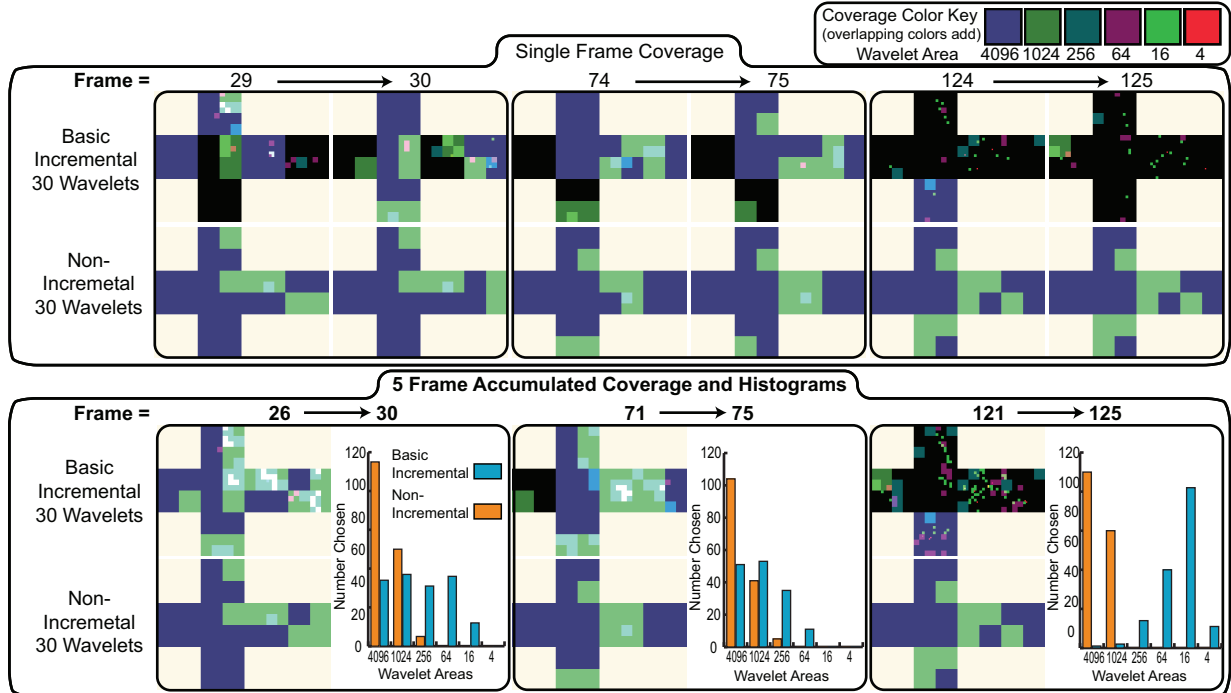 Coverage Color Key
(overlapping colors add)
Wavelet Area 4096 1024 256 64 16 4
Single Frame Coverage
Frame = 29 30 74 75 124 125
Basic
Incremental
30 Wavelets
Non-
Incremetal
30 Wavelets
5 Frame Accumulated Coverage and Histograms
Frame = 26 30 71 75 121 125
Basic
Incremental
30 Wavelets
Non-
Incremetal
30 Wavelets
Number Chosen
120
100
80
60
40
20
0
Basic
Incremental
Non-
Incremental
4096 1024 256 64 16 4
Wavelet Areas
Number Chosen
120
100
80
60
40
20
0
4096 1024 256 64 16 4
Wavelet Areas
Number Chosen
120
100
80
60
40
20
0
4096 1024 256 64 16 4
Wavelet Areas